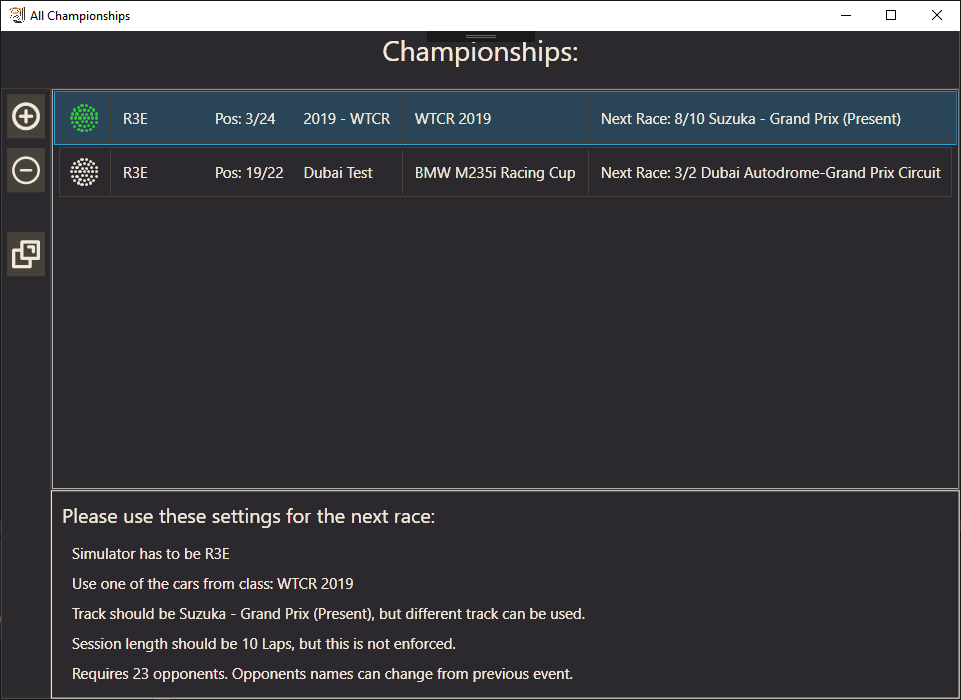 All Championships
Championships:
R3E Pos: 3/24 2019 - WTCR WTCR 2019 Next Race: 8/10 Suzuka - Grand Prix (Present)
R3E Pos: 19/22 Dubai Test BMW M235i Racing Cup Next Race: 3/2 Dubai Autodrome-Grand Prix Circuit
Please use these settings for the next race:
Simulator has to be R3E
Use one of the cars from class: WTCR 2019
Track should be Suzuka - Grand Prix (Present), but different track can be used.
Session length should be 10 Laps, but this is not enforced.
Requires 23 opponents. Opponents names can change from previous event.